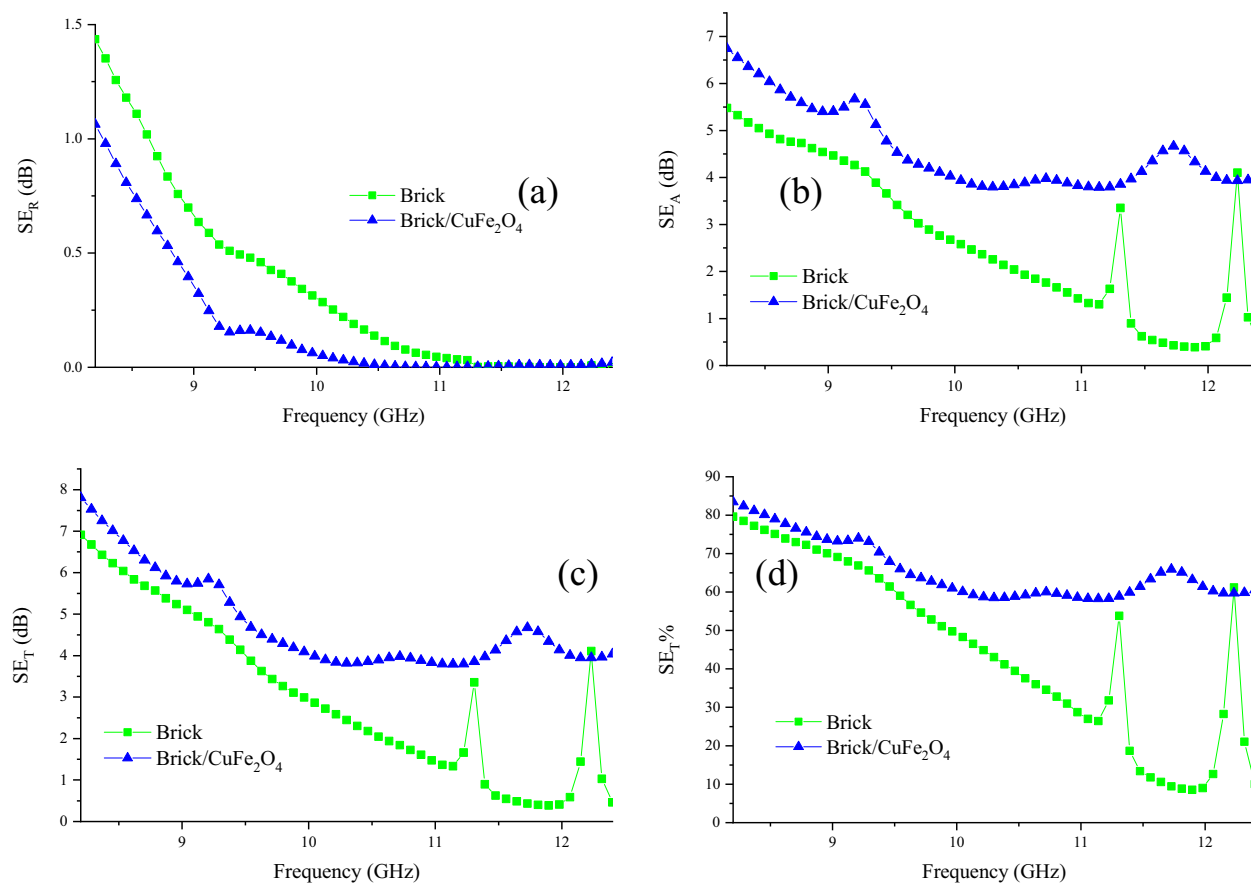 1.5
1.0
0.5
0.0
SE_R (dB)
9 10 11 12
Frequency (GHz)
Brick
Brick/CuFe₂O₄
(a)
7
6
5
4
3
2
1
0
SE_A (dB)
9 10 11 12
Frequency (GHz)
Brick
Brick/CuFe₂O₄
(b)
8
7
6
5
4
3
2
1
0
SE_T (dB)
9 10 11 12
Frequency (GHz)
Brick
Brick/CuFe₂O₄
(c)
90
80
70
60
50
40
30
20
10
0
SE_T%
9 10 11 12
Frequency (GHz)
Brick
Brick/CuFe₂O₄
(d)